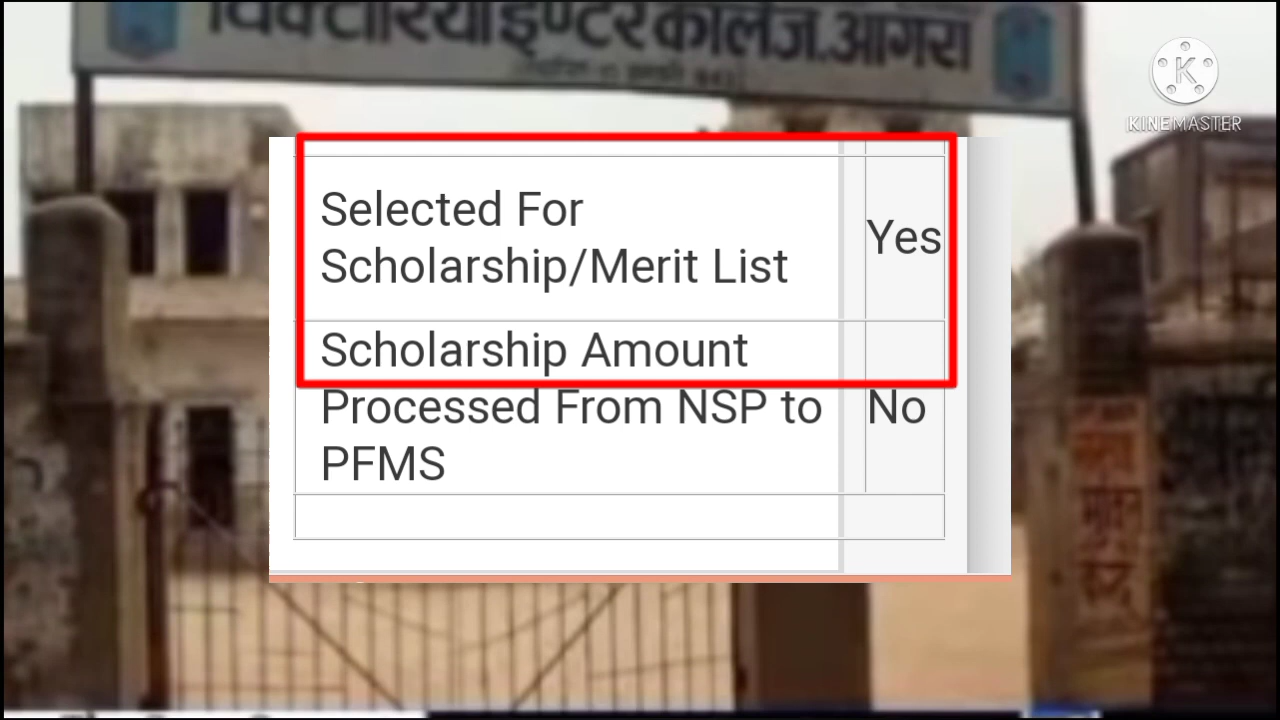 विक्टोरिया इण्टर कॉलेज.आगरा
KINEMASTER
Selected For
Scholarship/Merit List
Yes
Scholarship Amount
Processed From NSP to
PFMS
No